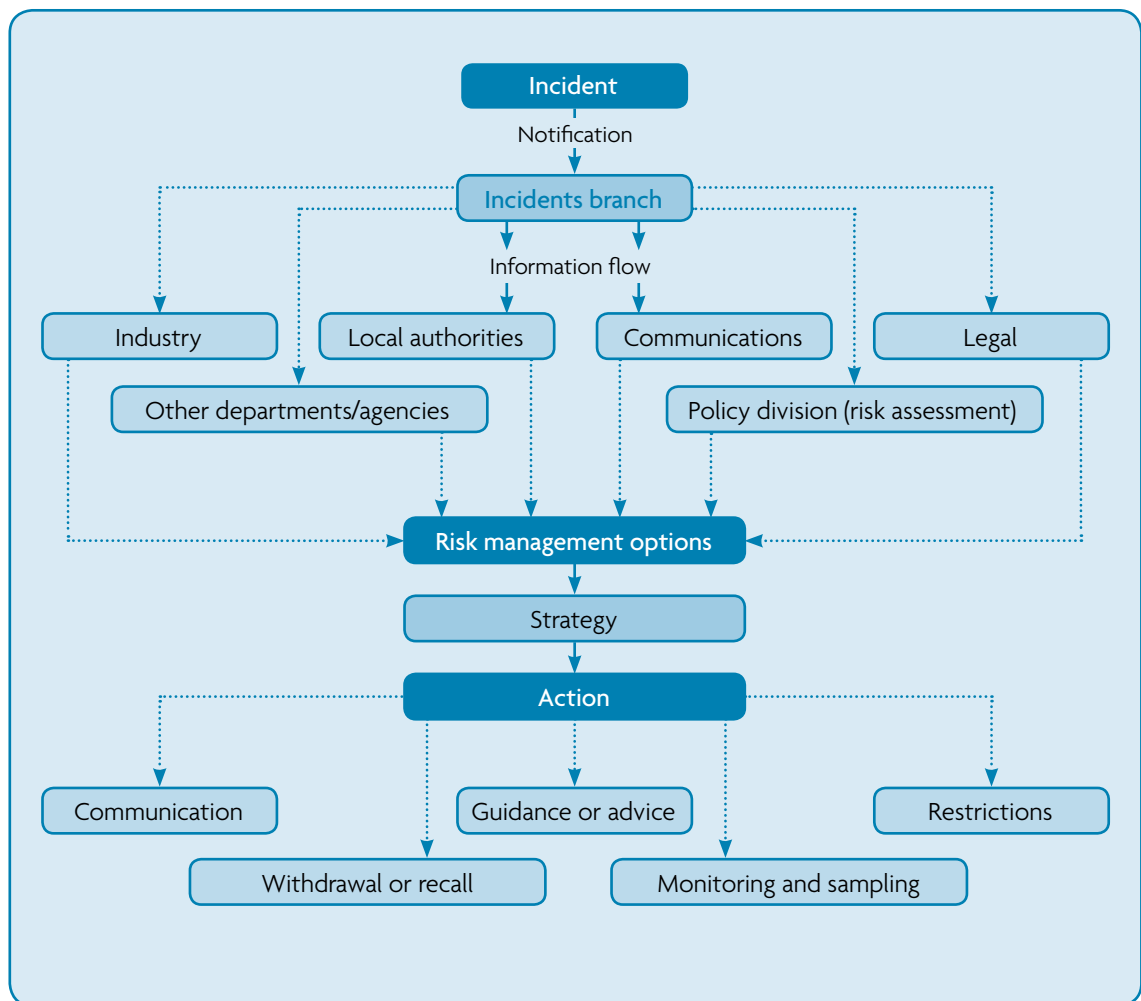 Incident
Notification
Incidents branch
Information flow
Industry
Local authorities
Communications
Legal
Other departments/agencies
Policy division (risk assessment)
Risk management options
Strategy
Action
Communication
Guidance or advice
Restrictions
Withdrawal or recall
Monitoring and sampling